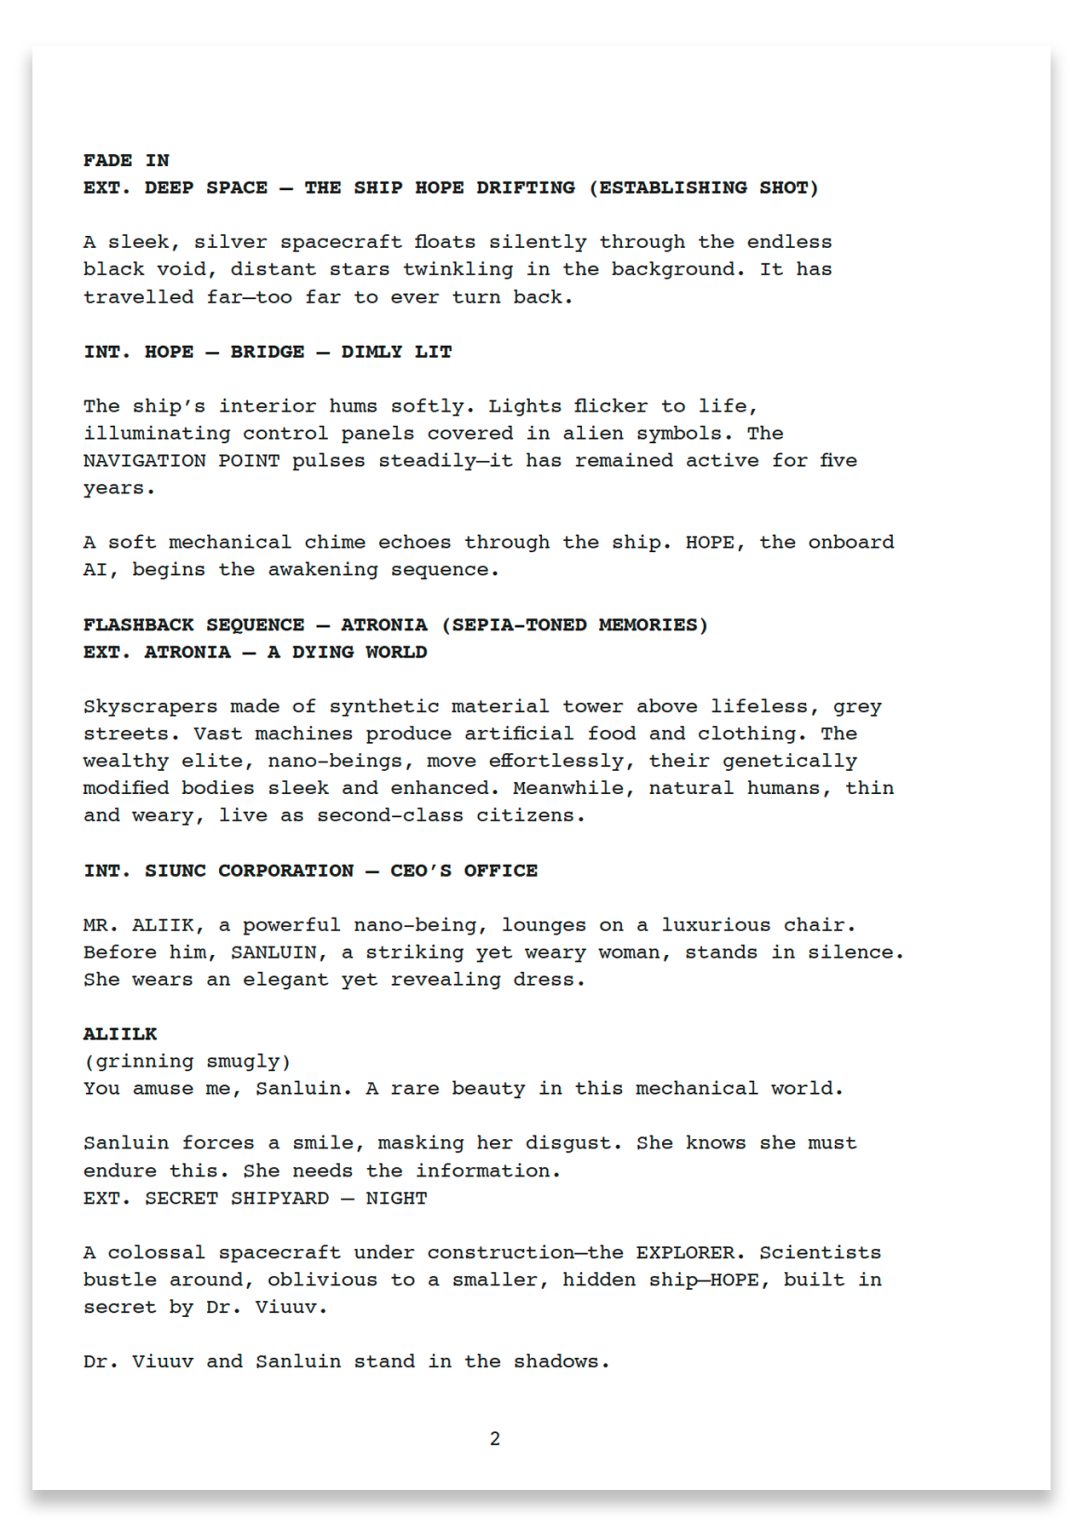 FADE IN
EXT. DEEP SPACE – THE SHIP HOPE DRIFTING (ESTABLISHING SHOT)
A sleek, silver spacecraft floats silently through the endless
black void, distant stars twinkling in the background. It has
travelled far—too far to ever turn back.
INT. HOPE – BRIDGE – DIMLY LIT
The ship’s interior hums softly. Lights flicker to life,
illuminating control panels covered in alien symbols. The
NAVIGATION POINT pulses steadily—it has remained active for five
years.
A soft mechanical chime echoes through the ship. HOPE, the onboard
AI, begins the awakening sequence.
FLASHBACK SEQUENCE – ATRONIA (SEPIA-TONED MEMORIES)
EXT. ATRONIA – A DYING WORLD
Skyscrapers made of synthetic material tower above lifeless, grey
streets. Vast machines produce artificial food and clothing. The
wealthy elite, nano-beings, move effortlessly, their genetically
modified bodies sleek and enhanced. Meanwhile, natural humans, thin
and weary, live as second-class citizens.
INT. SIUNC CORPORATION – CEO’S OFFICE
MR. ALIIK, a powerful nano-being, lounges on a luxurious chair.
Before him, SANLUIN, a striking yet weary woman, stands in silence.
She wears an elegant yet revealing dress.
ALIILK
(grinning smugly)
You amuse me, Sanluin. A rare beauty in this mechanical world.
Sanluin forces a smile, masking her disgust. She knows she must
endure this. She needs the information.
EXT. SECRET SHIPYARD – NIGHT
A colossal spacecraft under construction—the EXPLORER. Scientists
bustle around, oblivious to a smaller, hidden ship—HOPE, built in
secret by Dr. Viuuv.
Dr. Viuuv and Sanluin stand in the shadows.
2